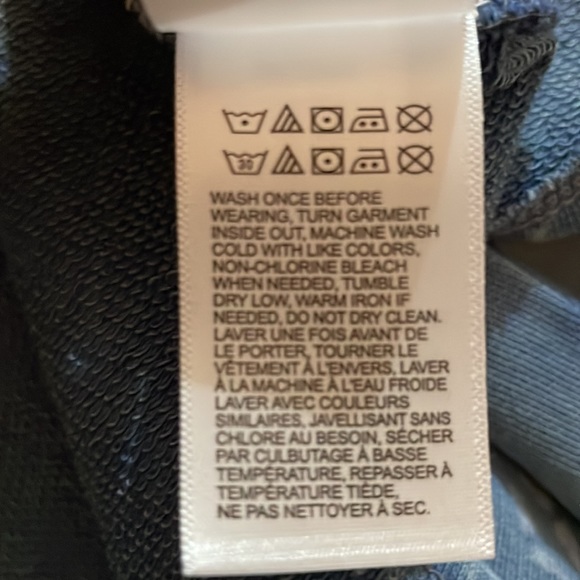 30
WASH ONCE BEFORE
WEARING, TURN GARMENT
INSIDE OUT, MACHINE WASH
COLD WITH LIKE COLORS,
NON-CHLORINE BLEACH
WHEN NEEDED, TUMBLE
DRY LOW, WARM IRON IF
NEEDED, DO NOT DRY CLEAN.
LAVER UNE FOIS AVANT DE
LE PORTER, TOURNER LE
VÊTEMENT À L'ENVERS, LAVER
À LA MACHINE À L'EAU FROIDE
LAVER AVEC COULEURS
SIMILAIRES, JAVELLISANT SANS
CHLORE AU BESOIN, SÉCHER
PAR CULBUTAGE À BASSE
TEMPÉRATURE, REPASSER À
TEMPÉRATURE TIÈDE,
NE PAS NETTOYER À SEC.